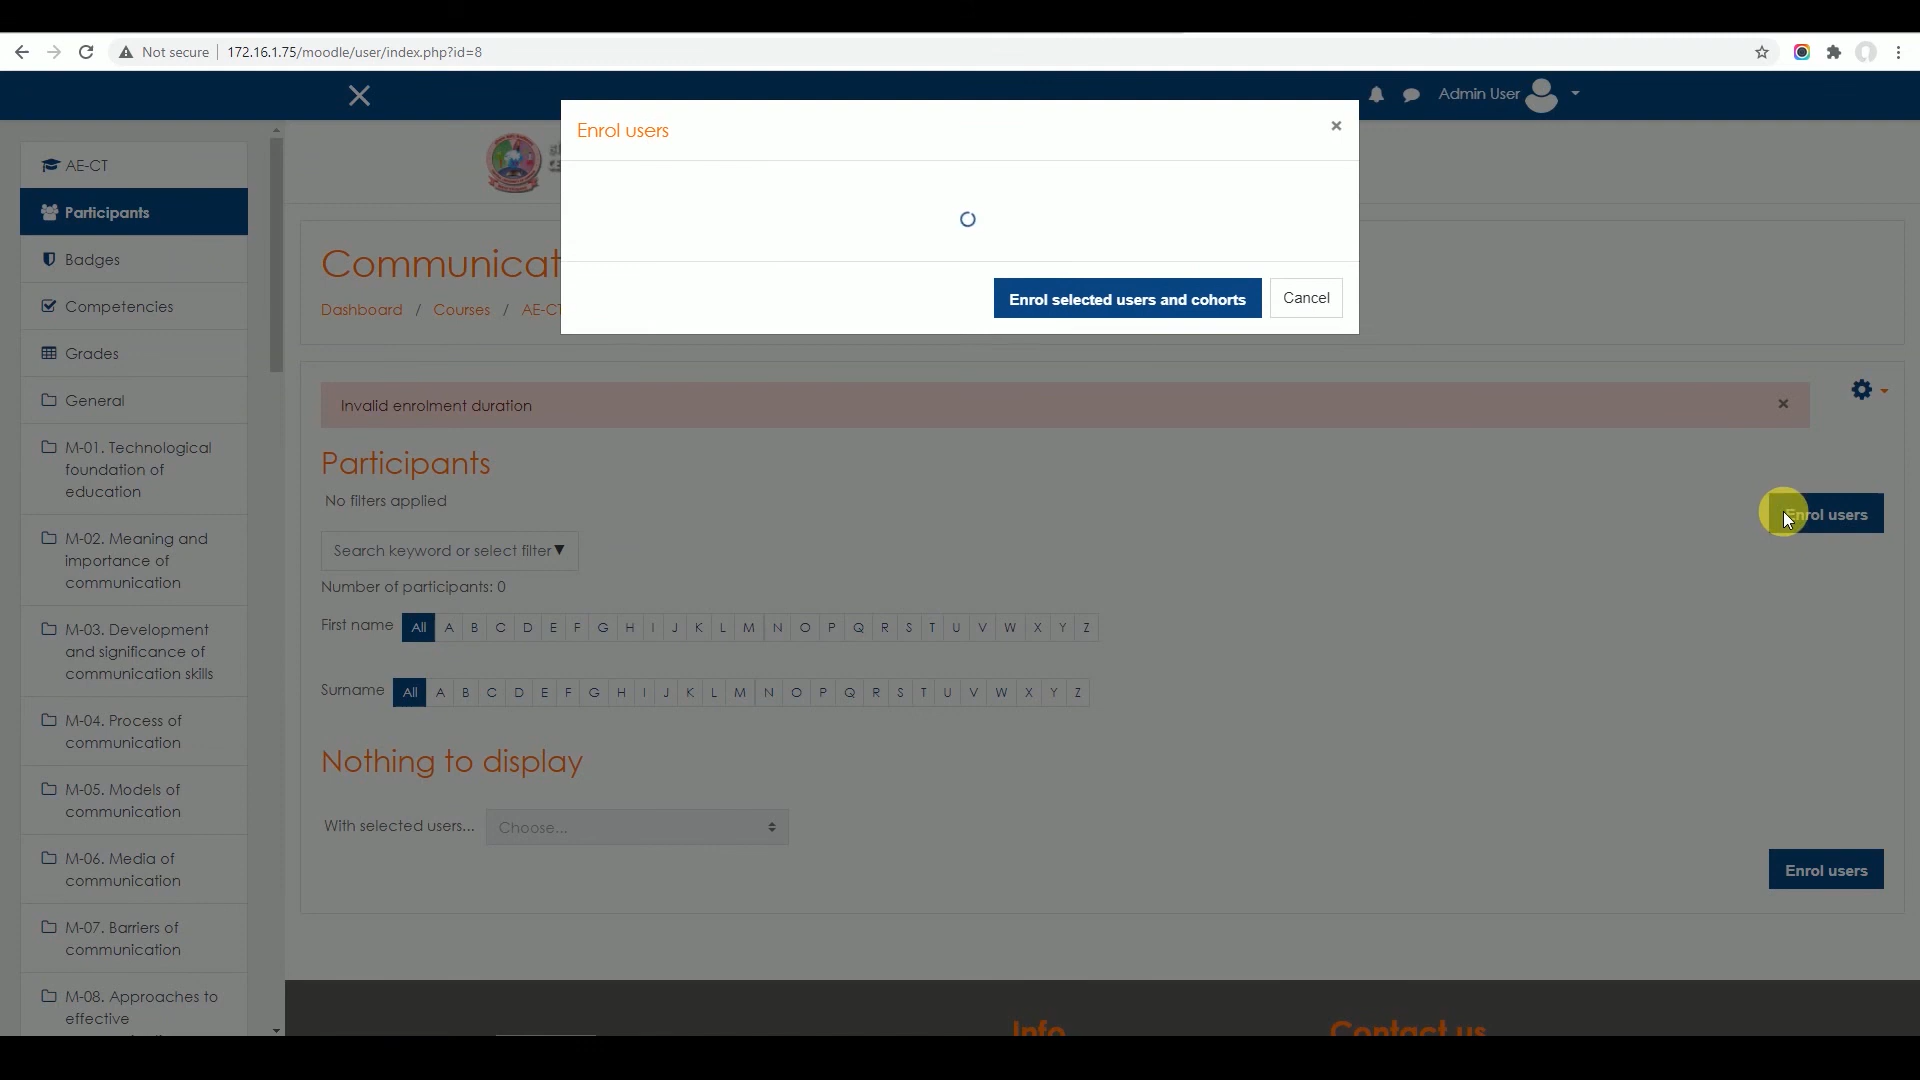 Not secure
172.16.1.75/moodle/user/index.php?id=8
Admin User
Enrol users
Enrol selected users and cohorts
Cancel
AE-CT
Participants
Badges
Competencies
Grades
General
M-01. Technological
foundation of
education
M-02. Meaning and
importance of
communication
M-03. Development
and significance of
communication skills
M-04. Process of
communication
M-05. Models of
communication
M-06. Media of
communication
M-07. Barriers of
communication
M-08. Approaches to
effective
Dashboard / Courses /
Invalid enrolment duration
Participants
No filters applied
Enrol users
Search keyword or select filter
Number of participants: 0
First name All A B C D E F G H I J K L M N O P Q R S T U V W X Y Z
Surname All A B C D E F G H I J K L M N O P Q R S T U V W X Y Z
Nothing to display
With selected users... Choose...
Enrol users
Info
Contact us